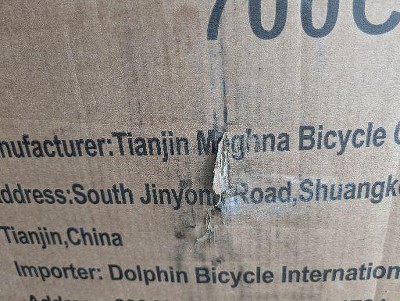 700C
nufacturer:Tianjin Meghna Bicycle C
ddress:South Jinyong Road,Shuangk
Tianjin,China
Importer: Dolphin Bicycle Internation